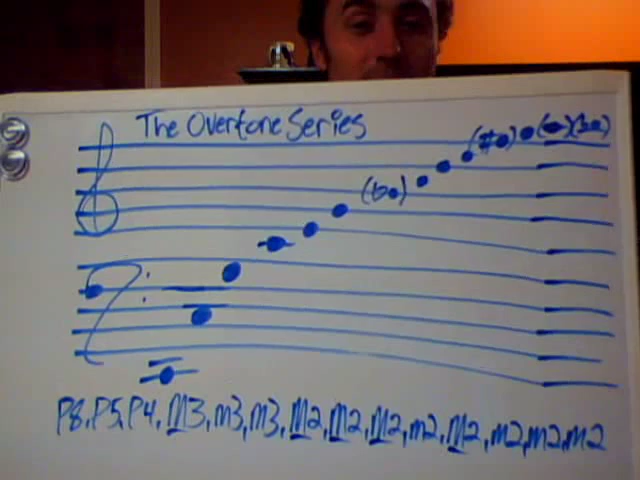 The Overtone Series
(b) (#) (b)
P8, P5, P4, M3, m3, m3, M2, M2, M2, m2, M2, m2, m2, m2